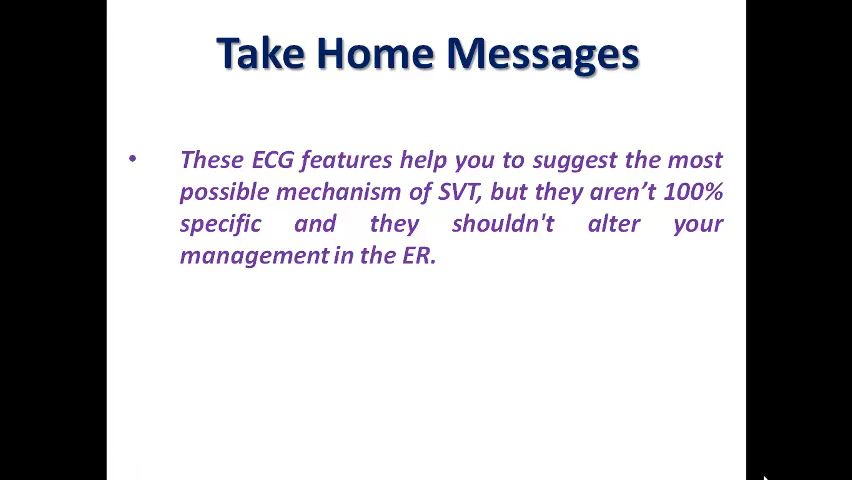 Take Home Messages
• These ECG features help you to suggest the most
possible mechanism of SVT, but they aren’t 100%
specific and they shouldn't alter your
management in the ER.